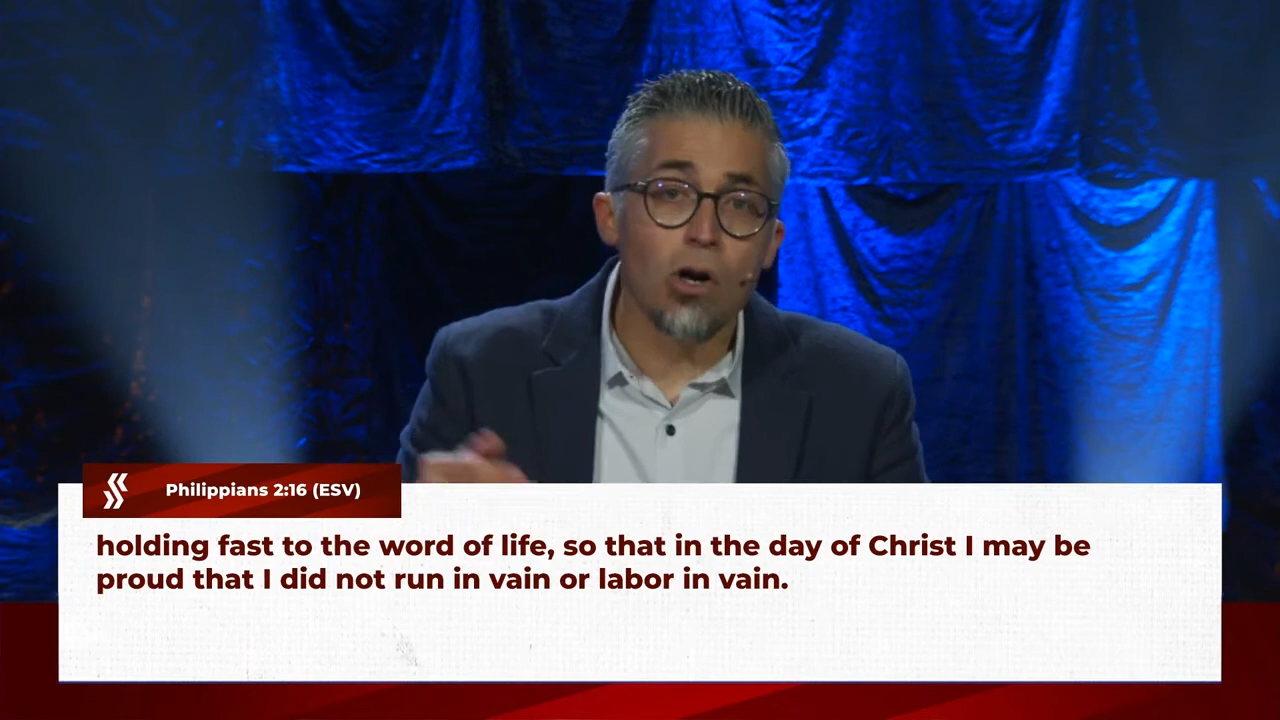 Philippians 2:16 (ESV)
holding fast to the word of life, so that in the day of Christ I may be
proud that I did not run in vain or labor in vain.